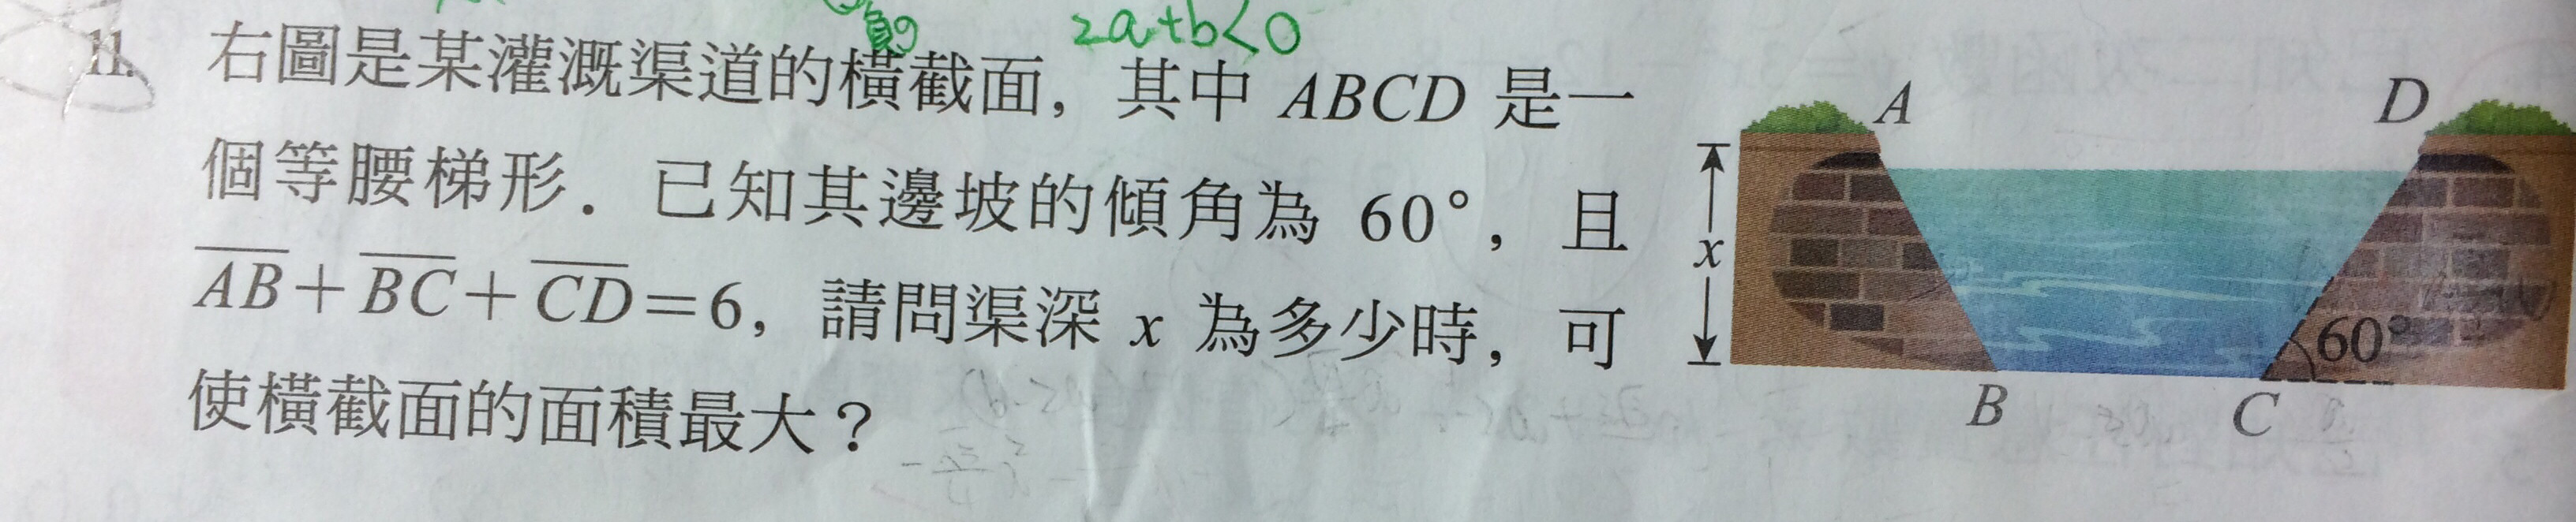 負
2a+b<0
11. 右圖是某灌溉渠道的橫截面，其中 ABCD 是一
個等腰梯形．已知其邊坡的傾角為 60°，且
AB+BC+CD=6，請問渠深 x 為多少時，可
使橫截面的面積最大？
A
D
x
60°
B
C